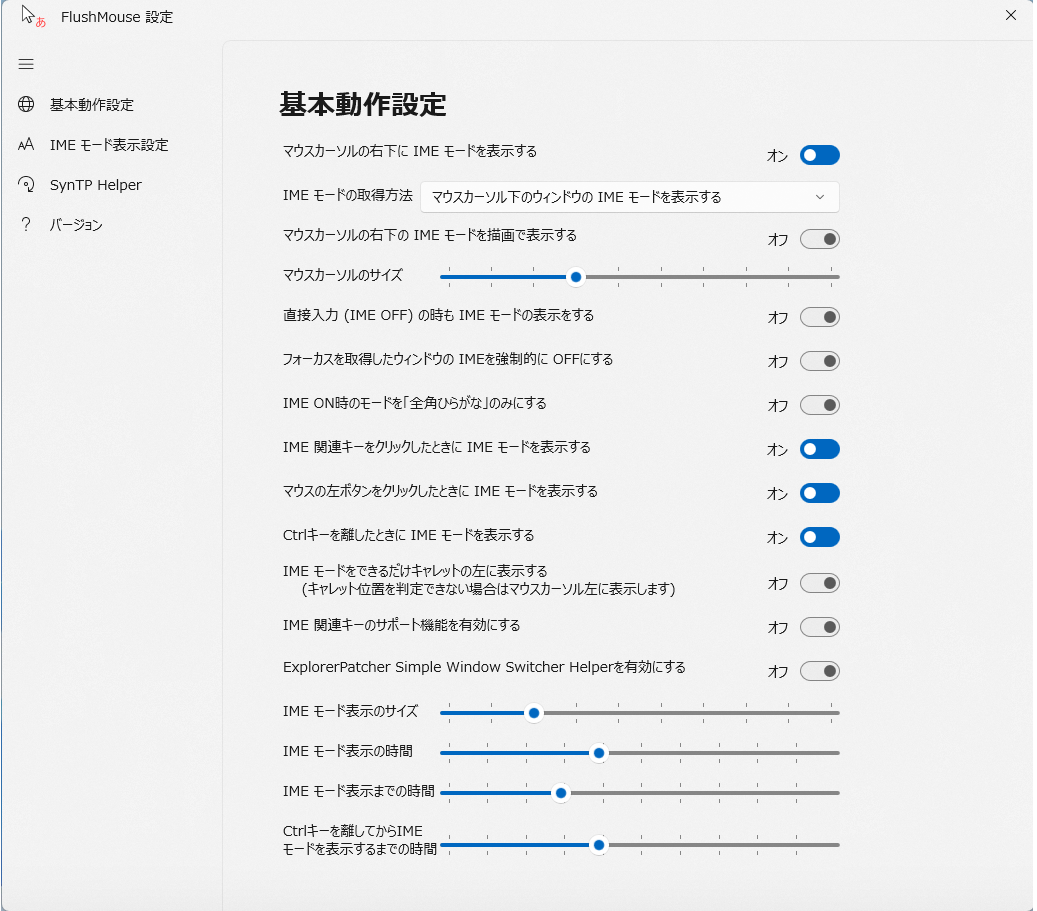 あ
FlushMouse 設定
基本動作設定
AA IME モード表示設定
SynTP Helper
? バージョン
基本動作設定
マウスカーソルの右下に IME モードを表示する オン
IME モードの取得方法 マウスカーソル下のウィンドウの IME モードを表示する
マウスカーソルの右下の IME モードを描画で表示する オフ
マウスカーソルのサイズ
直接入力 (IME OFF) の時も IME モードの表示をする オフ
フォーカスを取得したウィンドウの IMEを強制的に OFFにする オフ
IME ON時のモードを「全角ひらがな」のみにする オフ
IME 関連キーをクリックしたときに IME モードを表示する オン
マウスの左ボタンをクリックしたときに IME モードを表示する オン
Ctrlキーを離したときに IME モードを表示する オン
IME モードをできるだけキャレットの左に表示する
(キャレット位置を判定できない場合はマウスカーソル左に表示します) オフ
IME 関連キーのサポート機能を有効にする オフ
ExplorerPatcher Simple Window Switcher Helperを有効にする オフ
IME モード表示のサイズ
IME モード表示の時間
IME モード表示までの時間
Ctrlキーを離してからIME
モードを表示するまでの時間